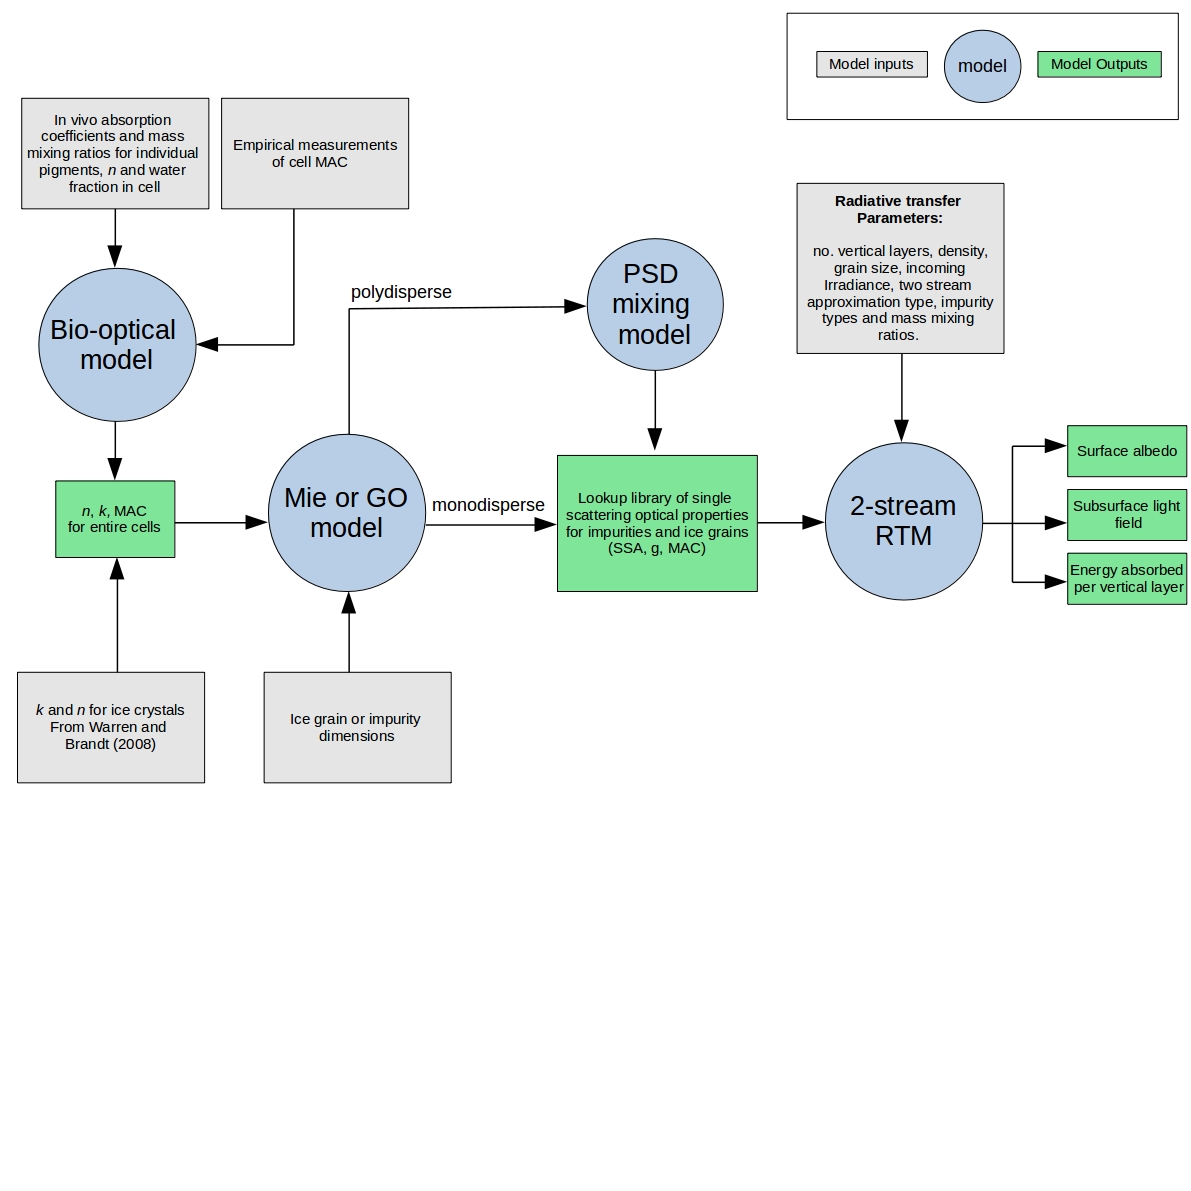 Model inputs
model
Model Outputs
In vivo absorption
coefficients and mass
mixing ratios for individual
pigments, n and water
fraction in cell
Empirical measurements
of cell MAC
Radiative transfer
Parameters:
no. vertical layers, density,
grain size, incoming
Irradiance, two stream
approximation type, impurity
types and mass mixing
ratios.
Bio-optical
model
polydisperse
PSD
mixing
model
n, k, MAC
for entire cells
Mie or GO
model
monodisperse
Lookup library of single
scattering optical properties
for impurities and ice grains
(SSA, g, MAC)
2-stream
RTM
Surface albedo
Subsurface light
field
Energy absorbed
per vertical layer
k and n for ice crystals
From Warren and
Brandt (2008)
Ice grain or impurity
dimensions